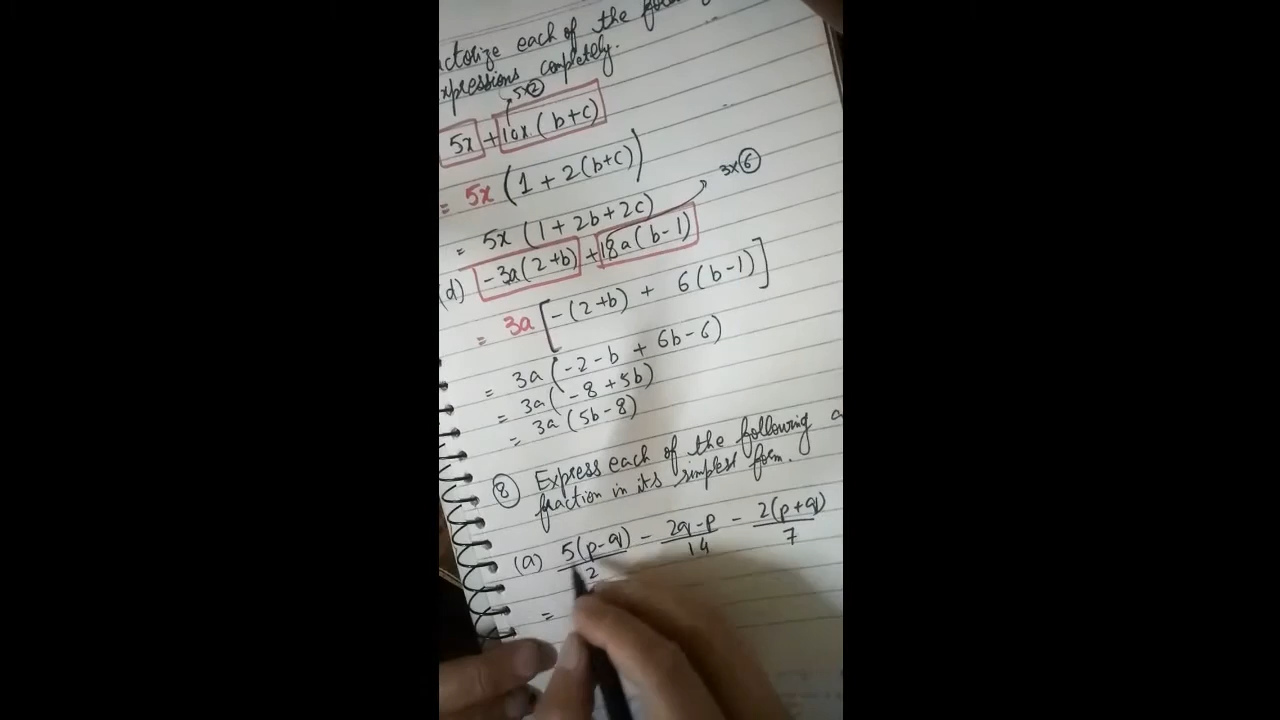 each of the
completely.
5x2
5x + 10x (b+c)
= 5x (1 + 2(b+c))
= 5x (1 + 2b + 2c)
3x6
(d) -3a(2+b) + 18a(b-1)
= 3a [-(2+b) + 6(b-1)]
= 3a (-2-b + 6b-6)
= 3a (-8 + 5b)
= 3a (5b-8)
8 Express each of the following
fraction in its simplest form.
(a) 5(p-q)/2 - 2q-p/14 - 2(p+q)/7
=